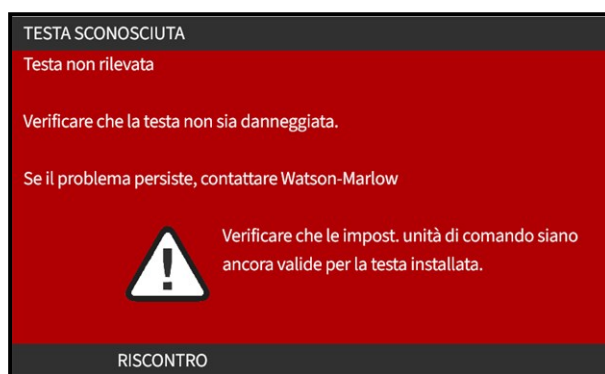 TESTA SCONOSCIUTA
Testa non rilevata
Verificare che la testa non sia danneggiata.
Se il problema persiste, contattare Watson-Marlow
Verificare che le impost. unità di comando siano
ancora valide per la testa installata.
RISCONTRO